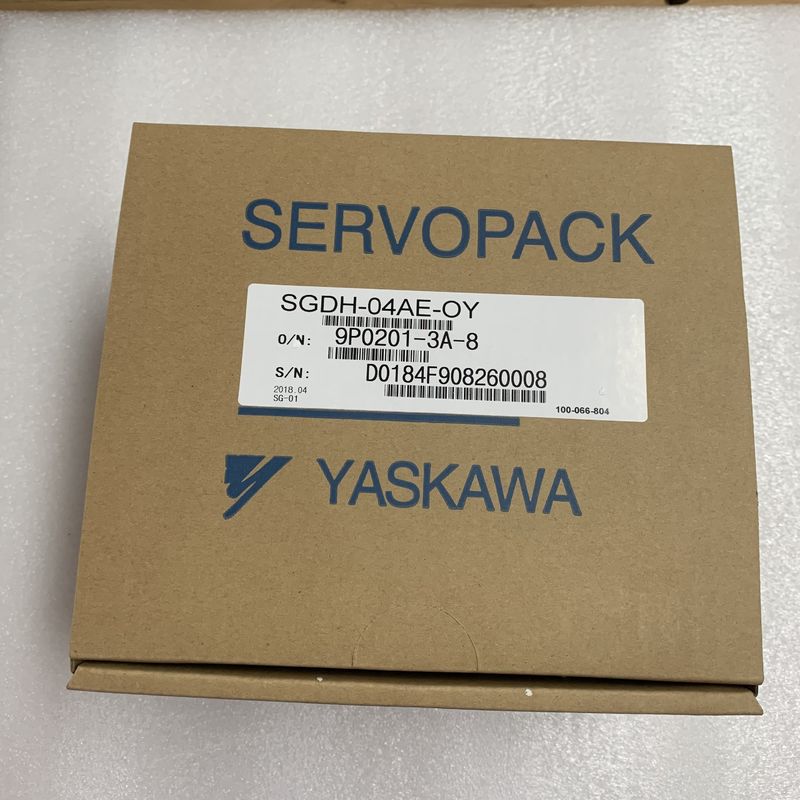 SERVOPACK
SGDH-04AE-OY
O/N: 9P0201-3A-8
S/N: D0184F908260008
2018.04
SG-01
100-066-804
YASKAWA